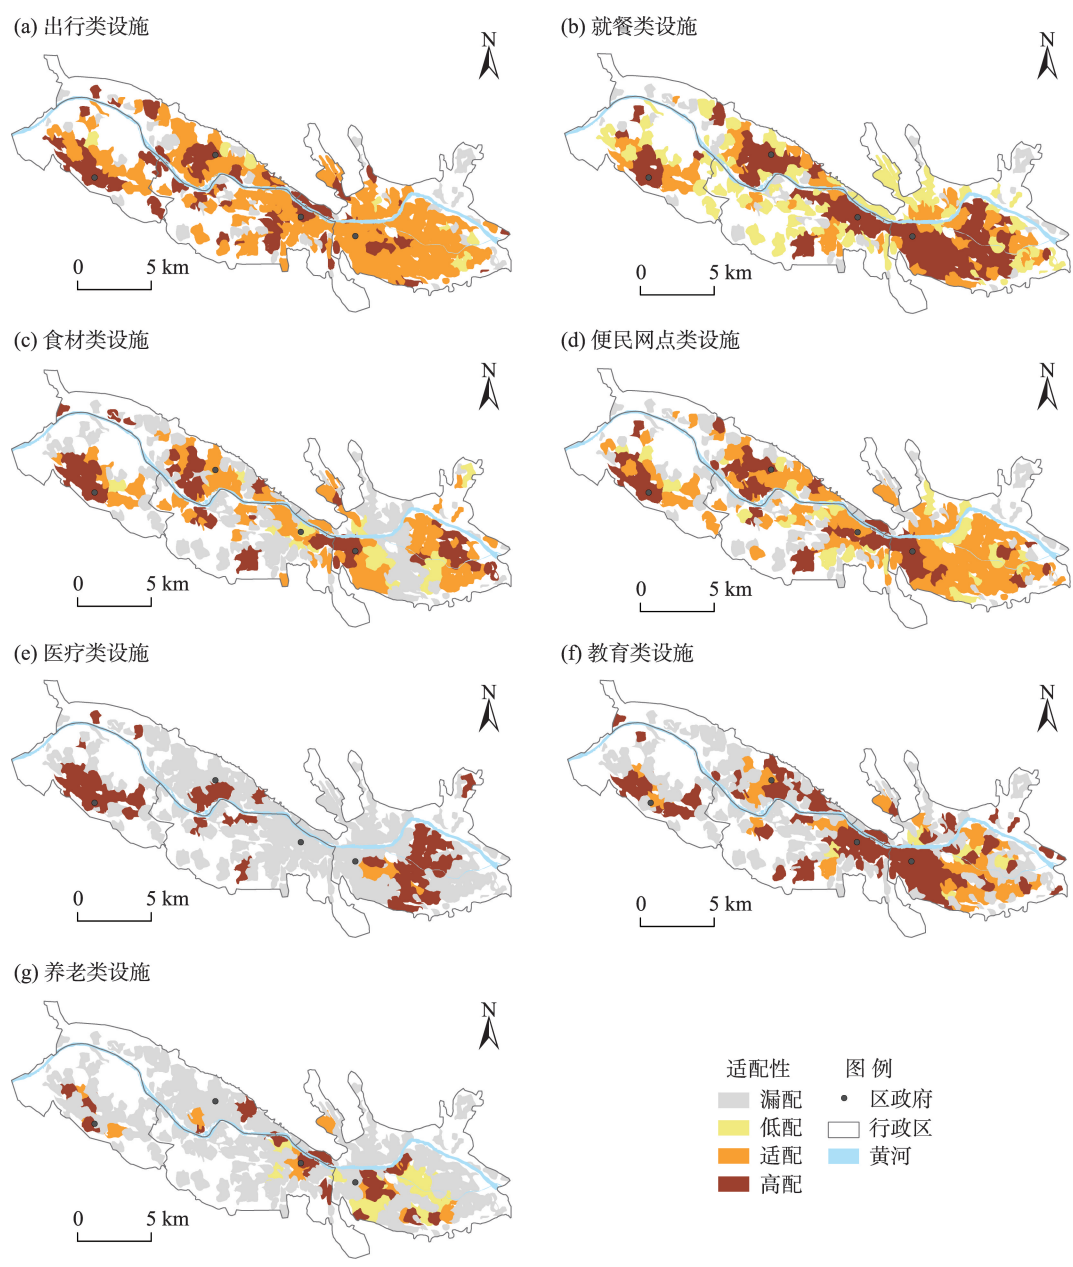 (a) 出行类设施
N
0 5 km
(b) 就餐类设施
N
0 5 km
(c) 食材类设施
N
0 5 km
(d) 便民网点类设施
N
0 5 km
(e) 医疗类设施
N
0 5 km
(f) 教育类设施
N
0 5 km
(g) 养老类设施
N
0 5 km
适配性 图例
漏配 区政府
低配 行政区
适配 黄河
高配